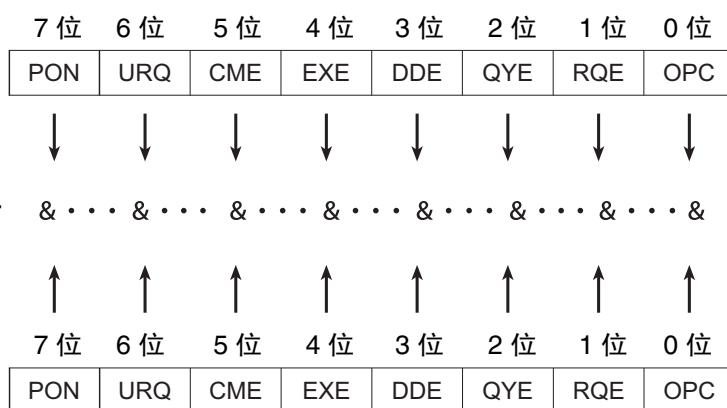 7 位 6 位 5 位 4 位 3 位 2 位 1 位 0 位
PON URQ CME EXE DDE QYE RQE OPC
& ・・・ & ・・・ & ・・・ & ・・・ & ・・・ & ・・・ & ・・・ &
7 位 6 位 5 位 4 位 3 位 2 位 1 位 0 位
PON URQ CME EXE DDE QYE RQE OPC